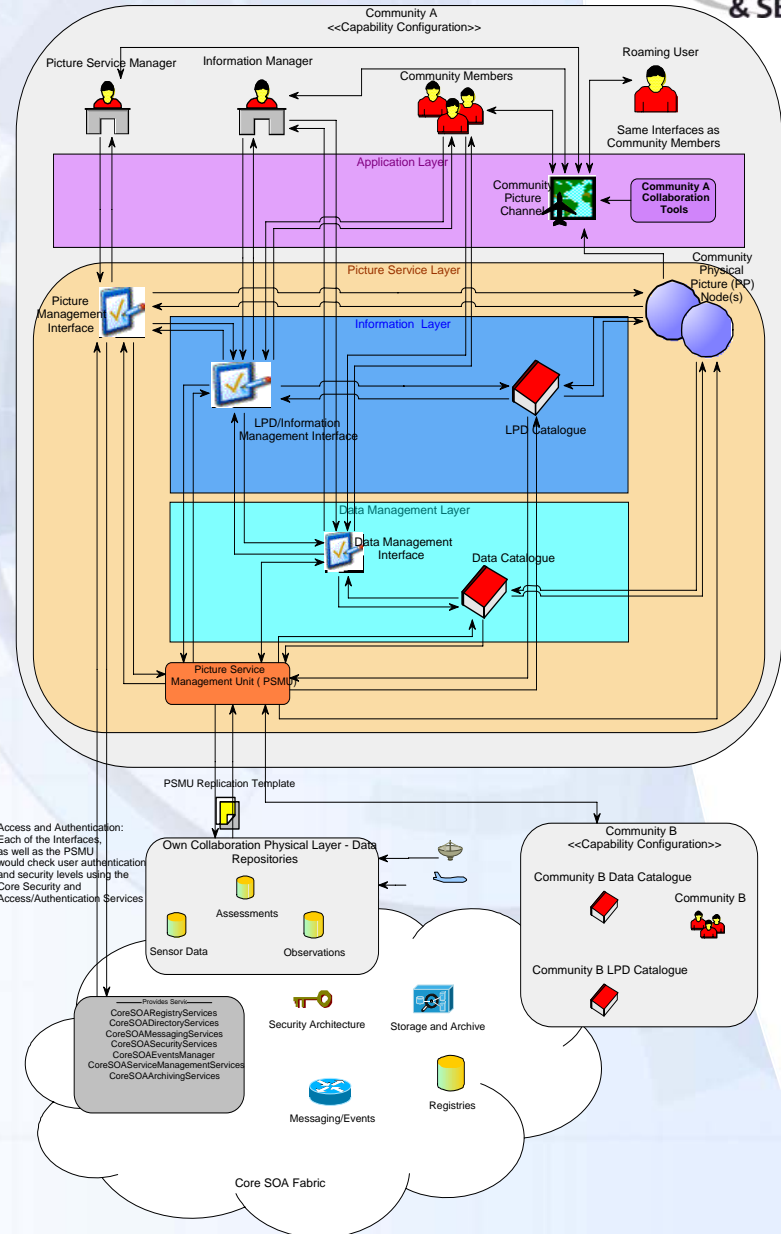 & SE
Community A
<<Capability Configuration>>
Picture Service Manager
Information Manager
Community Members
Roaming User
Same Interfaces as
Community Members
Application Layer
Community
Picture
Channel
Community A
Collaboration
Tools
Community
Physical
Picture (PP)
Node(s)
Picture Service Layer
Picture
Management
Interface
Information Layer
LPD/Information
Management Interface
LPD Catalogue
Data Management Layer
Data Management
Interface
Data Catalogue
Picture Service
Management Unit ( PSMU)
PSMU Replication Template
Access and Authentication:
Each of the Interfaces,
as well as the PSMU
would check user authentication
and security levels using the
Core Security and
Access/Authentication Services
Own Collaboration Physical Layer - Data
Repositories
Assessments
Sensor Data
Observations
Community B
<<Capability Configuration>>
Community B Data Catalogue
Community B
Community B LPD Catalogue
Provides Servic
CoreSOARegistryServices
CoreSOADirectoryServices
CoreSOAMessagingServices
CoreSOASecurityServices
CoreSOAEventsManager
CoreSOAServiceManagementServices
CoreSOAArchivingServices
Security Architecture
Storage and Archive
Messaging/Events
Registries
Core SOA Fabric